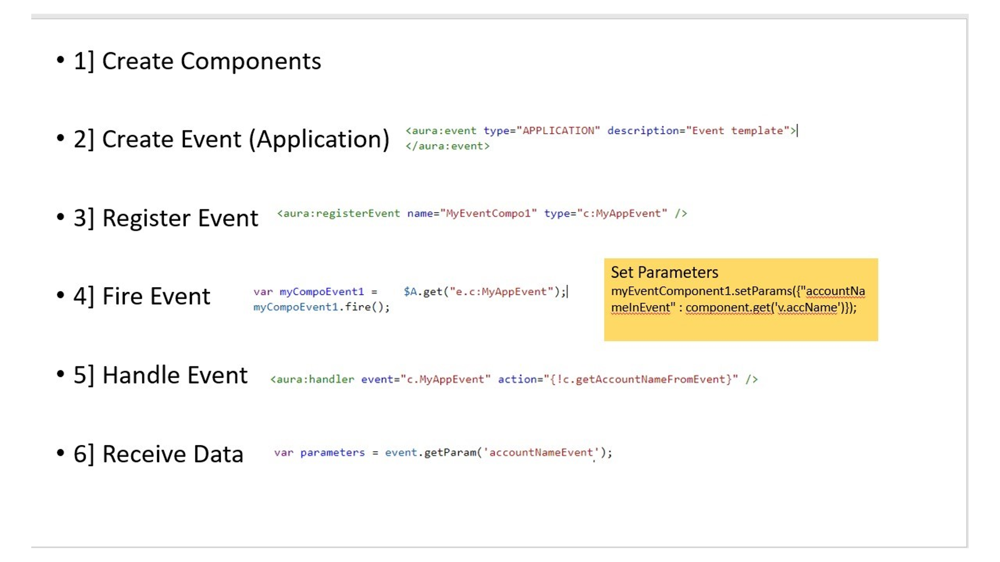 • 1] Create Components
• 2] Create Event (Application)
<aura:event type="APPLICATION" description="Event template">
</aura:event>
• 3] Register Event
<aura:registerEvent name="MyEventCompo1" type="c:MyAppEvent" />
• 4] Fire Event
var myCompoEvent1 =    $A.get("e.c:MyAppEvent");
myCompoEvent1.fire();
Set Parameters
myEventComponent1.setParams({"accountNa
meInEvent" : component.get('v.accName')});
• 5] Handle Event
<aura:handler event="c.MyAppEvent" action="{!c.getAccountNameFromEvent}" />
• 6] Receive Data
var parameters = event.getParam('accountNameEvent');